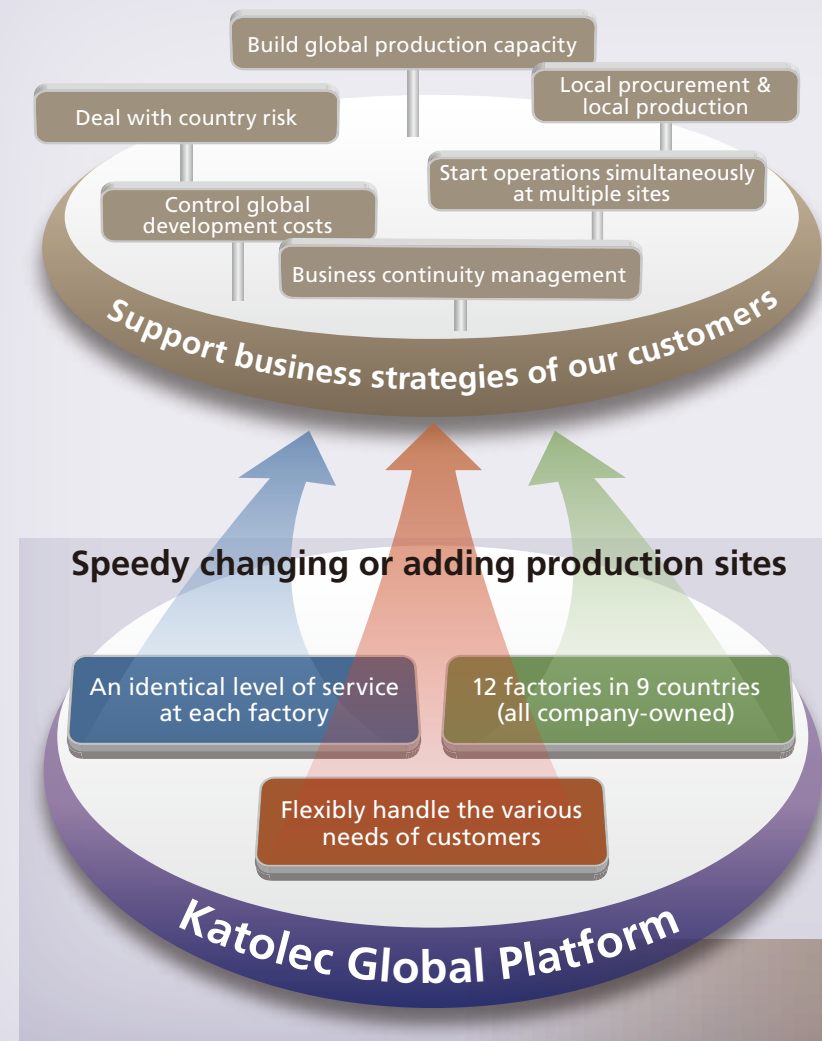 Build global production capacity
Local procurement &
local production
Deal with country risk
Start operations simultaneously
at multiple sites
Control global
development costs
Business continuity management
Support business strategies of our customers
Speedy changing or adding production sites
An identical level of service
at each factory
12 factories in 9 countries
(all company-owned)
Flexibly handle the various
needs of customers
Katolec Global Platform